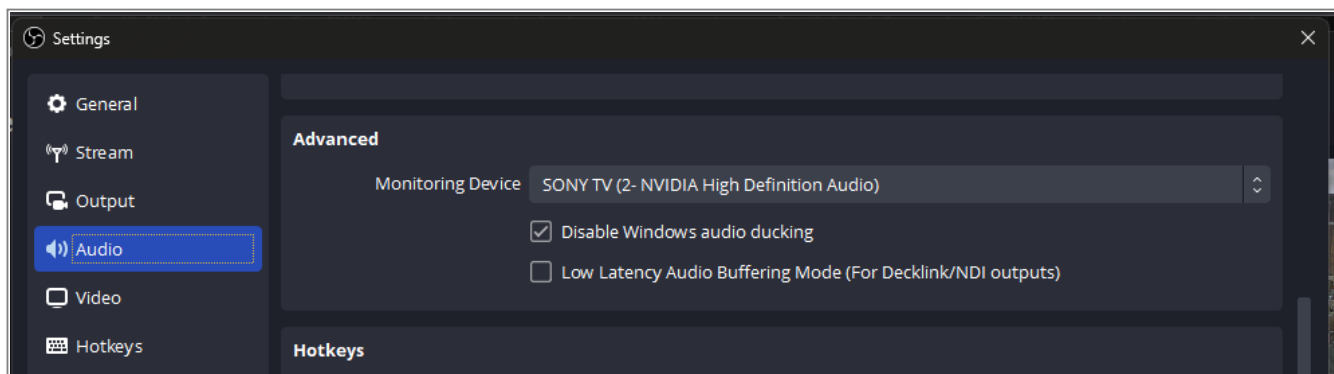 Settings
General
Stream
Output
Audio
Video
Hotkeys
Advanced
Monitoring Device SONY TV (2- NVIDIA High Definition Audio)
Disable Windows audio ducking
Low Latency Audio Buffering Mode (For Decklink/NDI outputs)
Hotkeys